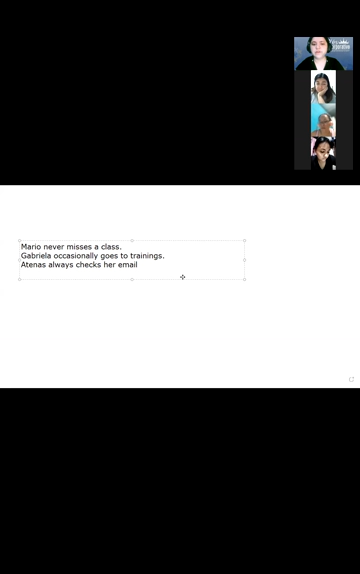 Mario never misses a class.
Gabriela occasionally goes to trainings.
Atenas always checks her email